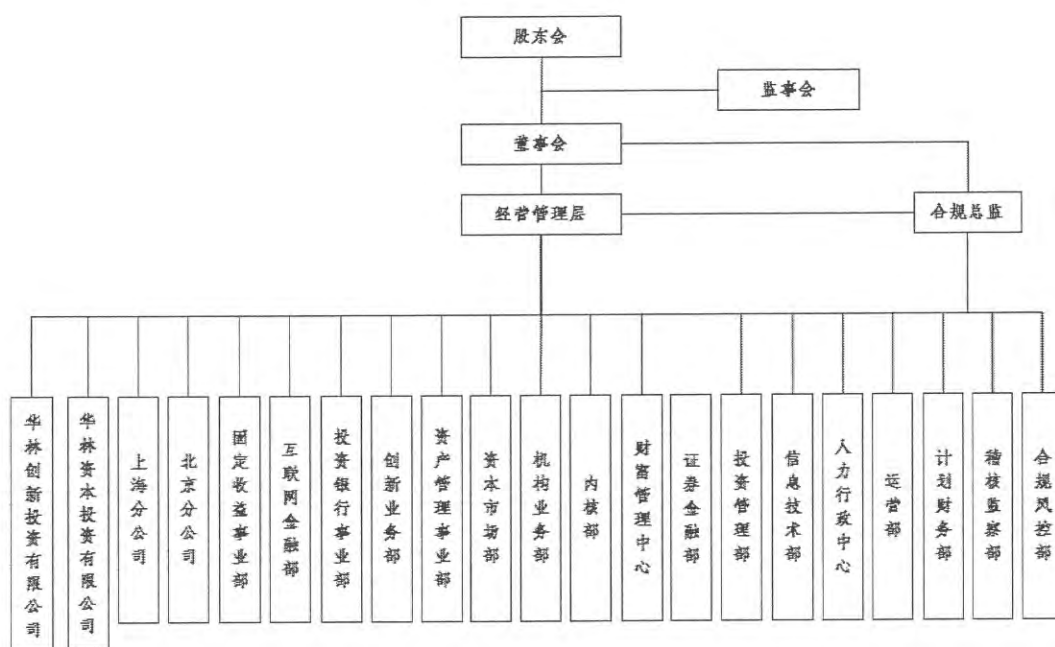 股东会
监事会
董事会
经营管理层
合规总监
华林创新投资有限公司
华林资本投资有限公司
上海分公司
北京分公司
固定收益事业部
互联网金融部
投资银行事业部
创新业务部
资产管理事业部
资本市场部
机构业务部
内核部
财富管理中心
证券金融部
投资管理部
信息技术部
人力行政中心
运营部
计划财务部
稽核监察部
合规风控部